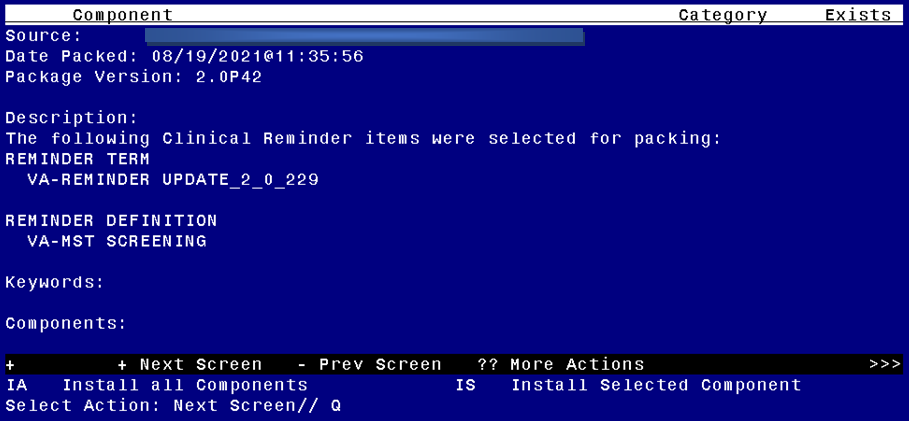 Component Category Exists
Source:
Date Packed: 08/19/2021@11:35:56
Package Version: 2.0P42
Description:
The following Clinical Reminder items were selected for packing:
REMINDER TERM
VA-REMINDER UPDATE_2_0_229
REMINDER DEFINITION
VA-MST SCREENING
Keywords:
Components:
+ + Next Screen - Prev Screen ?? More Actions >>>
IA Install all Components IS Install Selected Component
Select Action: Next Screen// Q